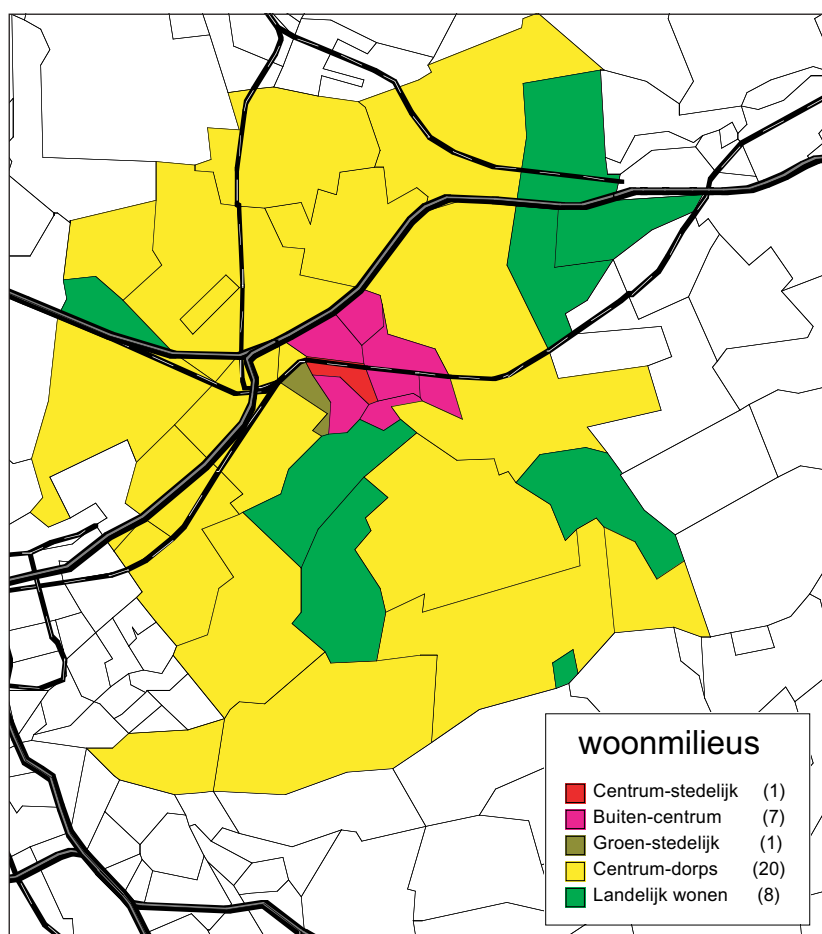 woonmilieus
Centrum-stedelijk (1)
Buiten-centrum (7)
Groen-stedelijk (1)
Centrum-dorps (20)
Landelijk wonen (8)